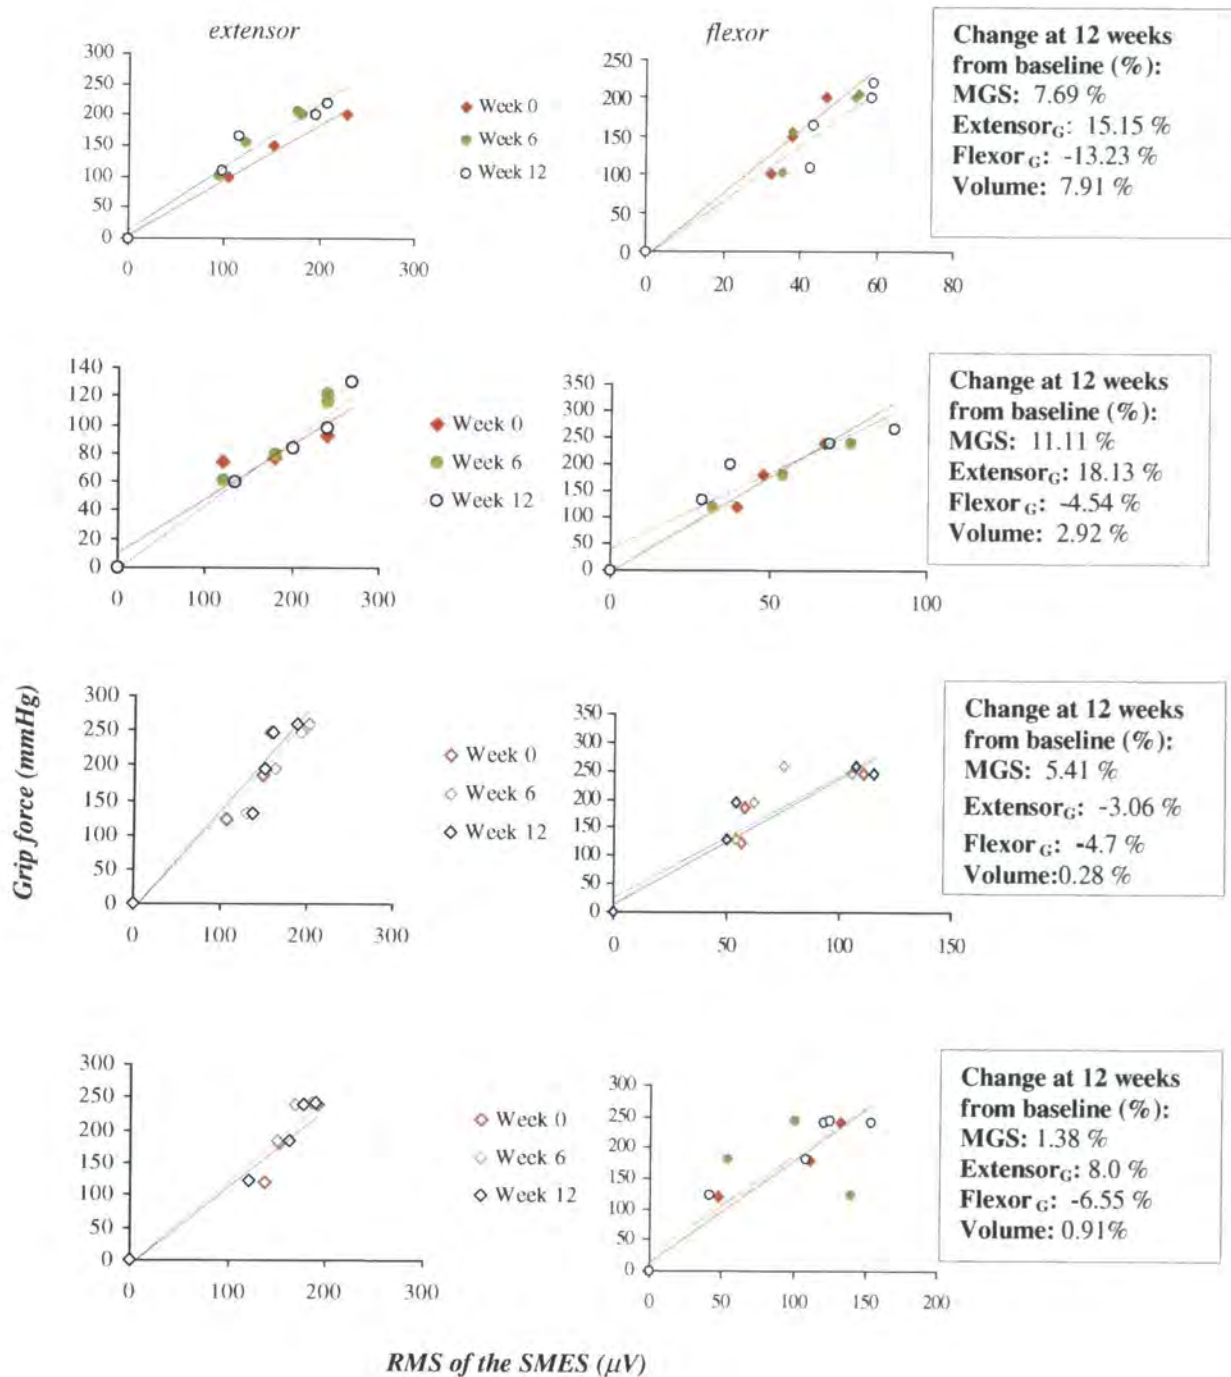 extensor
flexor
300
250
200
150
100
50
0
0 100 200 300
Week 0
Week 6
Week 12
250
200
150
100
50
0
0 20 40 60 80
Change at 12 weeks
from baseline (%):
MGS: 7.69 %
ExtensorG: 15.15 %
Flexor G: -13.23 %
Volume: 7.91 %
140
120
100
80
60
40
20
0
0 100 200 300
Week 0
Week 6
Week 12
350
300
250
200
150
100
50
0
0 50 100
Change at 12 weeks
from baseline (%):
MGS: 11.11 %
ExtensorG: 18.13 %
Flexor G: -4.54 %
Volume: 2.92 %
Grip force (mmHg)
300
250
200
150
100
50
0
0 100 200 300
Week 0
Week 6
Week 12
350
300
250
200
150
100
50
0
0 50 100 150
Change at 12 weeks
from baseline (%):
MGS: 5.41 %
ExtensorG: -3.06 %
Flexor G: -4.7 %
Volume:0.28 %
300
250
200
150
100
50
0
0 100 200 300
Week 0
Week 6
Week 12
300
250
200
150
100
50
0
0 50 100 150 200
Change at 12 weeks
from baseline (%):
MGS: 1.38 %
ExtensorG: 8.0 %
Flexor G: -6.55 %
Volume: 0.91%
RMS of the SMES (μV)